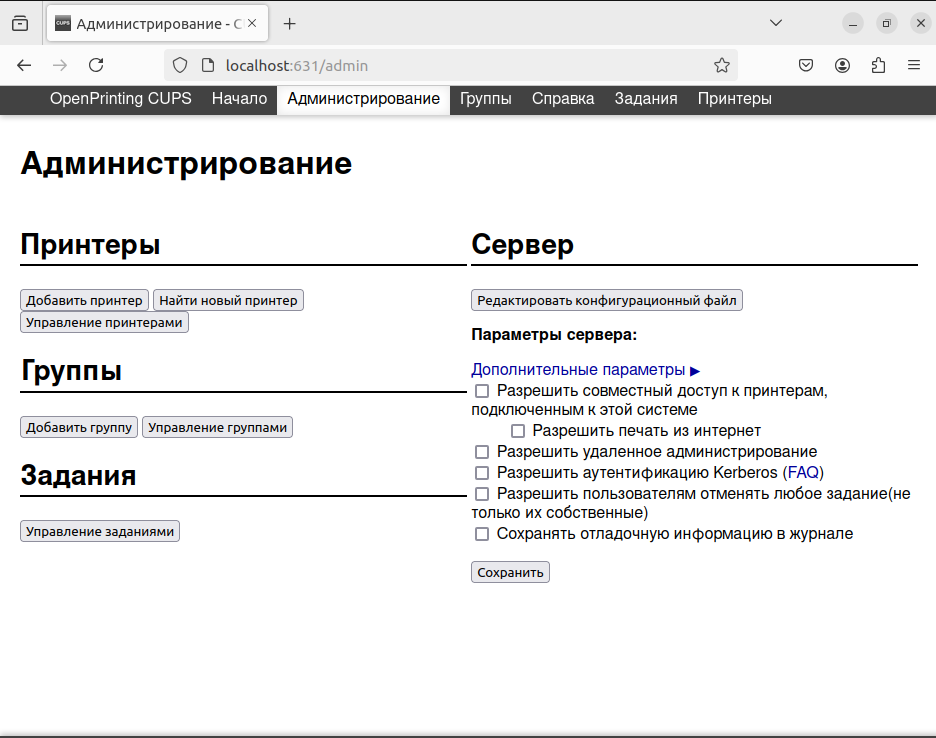 CUPS Администрирование - C
localhost:631/admin
OpenPrinting CUPS Начало Администрирование Группы Справка Задания Принтеры
Администрирование
Принтеры
Добавить принтер Найти новый принтер
Управление принтерами
Группы
Добавить группу Управление группами
Задания
Управление заданиями
Сервер
Редактировать конфигурационный файл
Параметры сервера:
Дополнительные параметры ▶
Разрешить совместный доступ к принтерам,
подключенным к этой системе
Разрешить печать из интернет
Разрешить удаленное администрирование
Разрешить аутентификацию Kerberos (FAQ)
Разрешить пользователям отменять любое задание(не
только их собственные)
Сохранять отладочную информацию в журнале
Сохранить